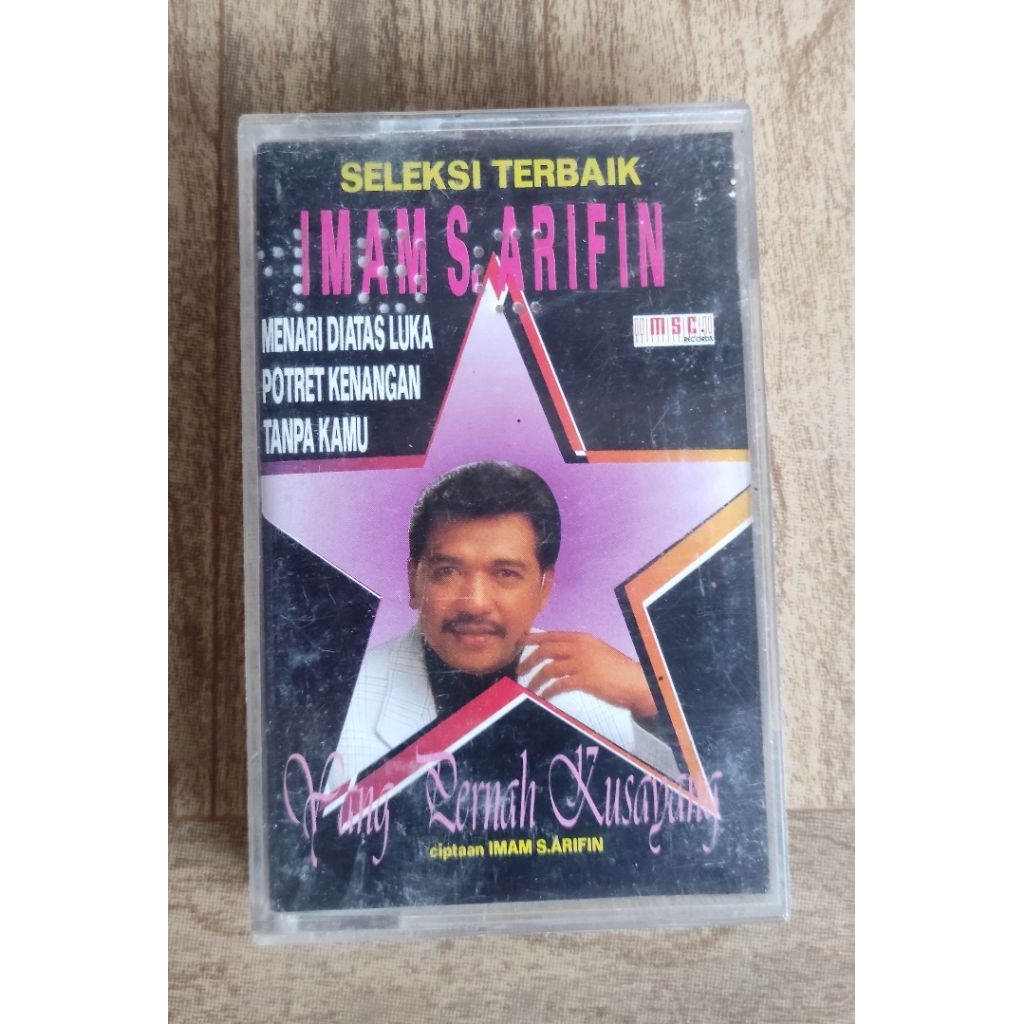 SELEKSI TERBAIK
IMAM S. ARIFIN
MENARI DIATAS LUKA
POTRET KENANGAN
TANPA KAMU
MSC.
RECORDS
Yang Pernah Kusayang
ciptaan IMAM S.ARIFIN